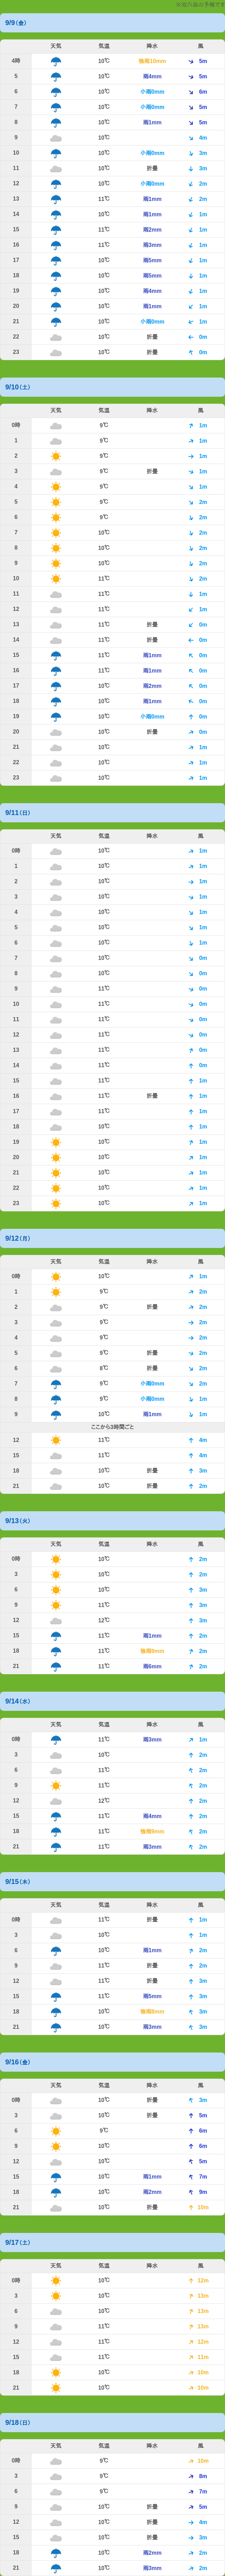 9/9(金)
天気 気温 降水 風
4時 10℃ 強雨10mm 5m
5 10℃ 雨4mm 5m
6 10℃ 小雨0mm 6m
7 10℃ 小雨0mm 5m
8 10℃ 雨1mm 5m
9 10℃ 4m
10 10℃ 小雨0mm 3m
11 10℃ 折曇 3m
12 10℃ 小雨0mm 2m
13 11℃ 雨1mm 2m
14 11℃ 雨1mm 1m
15 11℃ 雨2mm 1m
16 11℃ 雨3mm 1m
17 10℃ 雨5mm 1m
18 10℃ 雨5mm 1m
19 10℃ 雨4mm 1m
20 10℃ 雨1mm 1m
21 10℃ 小雨0mm 1m
22 10℃ 折曇 0m
23 10℃ 折曇 0m
9/10(土)
天気 気温 降水 風
0時 9℃ 1m
1 9℃ 1m
2 9℃ 1m
3 9℃ 折曇 1m
4 9℃ 1m
5 9℃ 2m
6 9℃ 2m
7 10℃ 2m
8 10℃ 2m
9 10℃ 2m
10 11℃ 2m
11 11℃ 1m
12 11℃ 1m
13 11℃ 折曇 0m
14 11℃ 折曇 0m
15 11℃ 雨1mm 0m
16 11℃ 雨1mm 0m
17 10℃ 雨2mm 0m
18 10℃ 雨1mm 0m
19 10℃ 小雨0mm 0m
20 10℃ 折曇 0m
21 10℃ 1m
22 10℃ 1m
23 10℃ 1m
9/11(日)
天気 気温 降水 風
0時 10℃ 1m
1 10℃ 1m
2 10℃ 1m
3 10℃ 1m
4 10℃ 1m
5 10℃ 1m
6 10℃ 1m
7 10℃ 0m
8 10℃ 0m
9 11℃ 0m
10 11℃ 0m
11 11℃ 0m
12 11℃ 0m
13 11℃ 0m
14 11℃ 0m
15 11℃ 1m
16 11℃ 折曇 1m
17 11℃ 1m
18 10℃ 1m
19 10℃ 1m
20 10℃ 1m
21 10℃ 1m
22 10℃ 1m
23 10℃ 1m
9/12(月)
天気 気温 降水 風
0時 10℃ 1m
1 9℃ 2m
2 9℃ 折曇 2m
3 9℃ 2m
4 9℃ 2m
5 9℃ 折曇 2m
6 8℃ 折曇 2m
7 9℃ 小雨0mm 2m
8 9℃ 小雨0mm 1m
9 10℃ 雨1mm 1m
ここから3時間ごと
12 11℃ 4m
15 11℃ 4m
18 10℃ 折曇 3m
21 10℃ 折曇 2m
9/13(火)
天気 気温 降水 風
0時 10℃ 2m
3 10℃ 2m
6 10℃ 3m
9 11℃ 3m
12 12℃ 3m
15 11℃ 雨1mm 2m
18 11℃ 強雨8mm 2m
21 11℃ 雨6mm 2m
9/14(水)
天気 気温 降水 風
0時 11℃ 雨3mm 1m
3 10℃ 2m
6 11℃ 2m
9 11℃ 2m
12 12℃ 2m
15 11℃ 雨4mm 2m
18 11℃ 強雨8mm 2m
21 11℃ 雨3mm 2m
9/15(木)
天気 気温 降水 風
0時 11℃ 折曇 1m
3 10℃ 1m
6 10℃ 雨1mm 2m
9 11℃ 折曇 2m
12 11℃ 折曇 3m
15 11℃ 雨5mm 3m
18 10℃ 強雨8mm 3m
21 10℃ 雨3mm 3m
9/16(金)
天気 気温 降水 風
0時 10℃ 折曇 3m
3 10℃ 折曇 5m
6 9℃ 6m
9 10℃ 6m
12 10℃ 5m
15 10℃ 雨1mm 7m
18 10℃ 雨2mm 9m
21 10℃ 折曇 10m
9/17(土)
天気 気温 降水 風
0時 10℃ 12m
3 10℃ 13m
6 10℃ 13m
9 11℃ 13m
12 11℃ 12m
15 11℃ 11m
18 10℃ 10m
21 10℃ 10m
9/18(日)
天気 気温 降水 風
0時 9℃ 10m
3 9℃ 8m
6 9℃ 7m
9 10℃ 折曇 5m
12 10℃ 折曇 4m
15 10℃ 折曇 3m
18 10℃ 雨2mm 2m
21 10℃ 雨3mm 2m